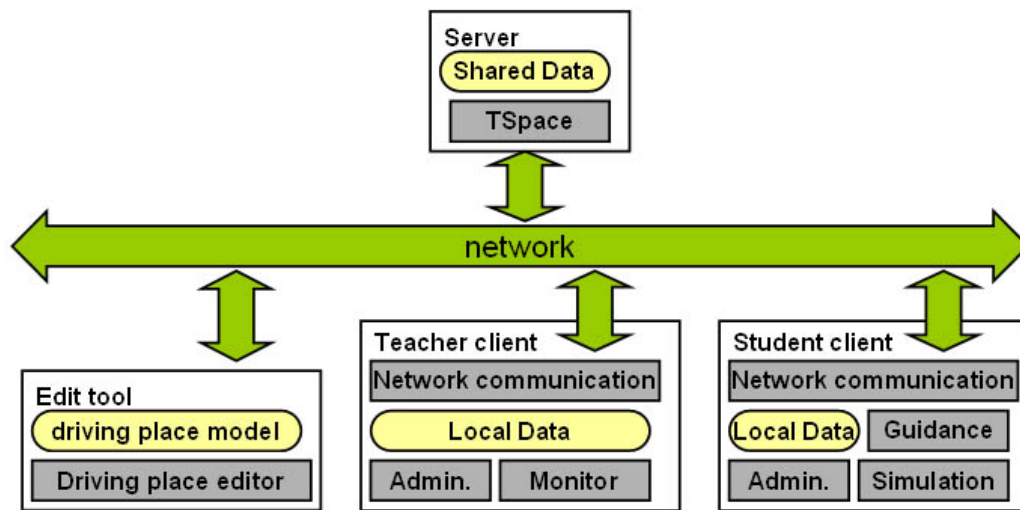 Server
Shared Data
TSpace
network
Edit tool
driving place model
Driving place editor
Teacher client
Network communication
Local Data
Admin.
Monitor
Student client
Network communication
Local Data
Guidance
Admin.
Simulation